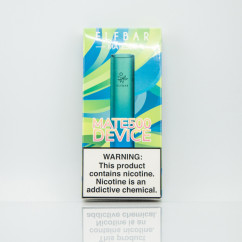 ELFBAR
MATE500
DEVICE
WARNING:
This product
contains nicotine.
Nicotine is an
addictive chemical.